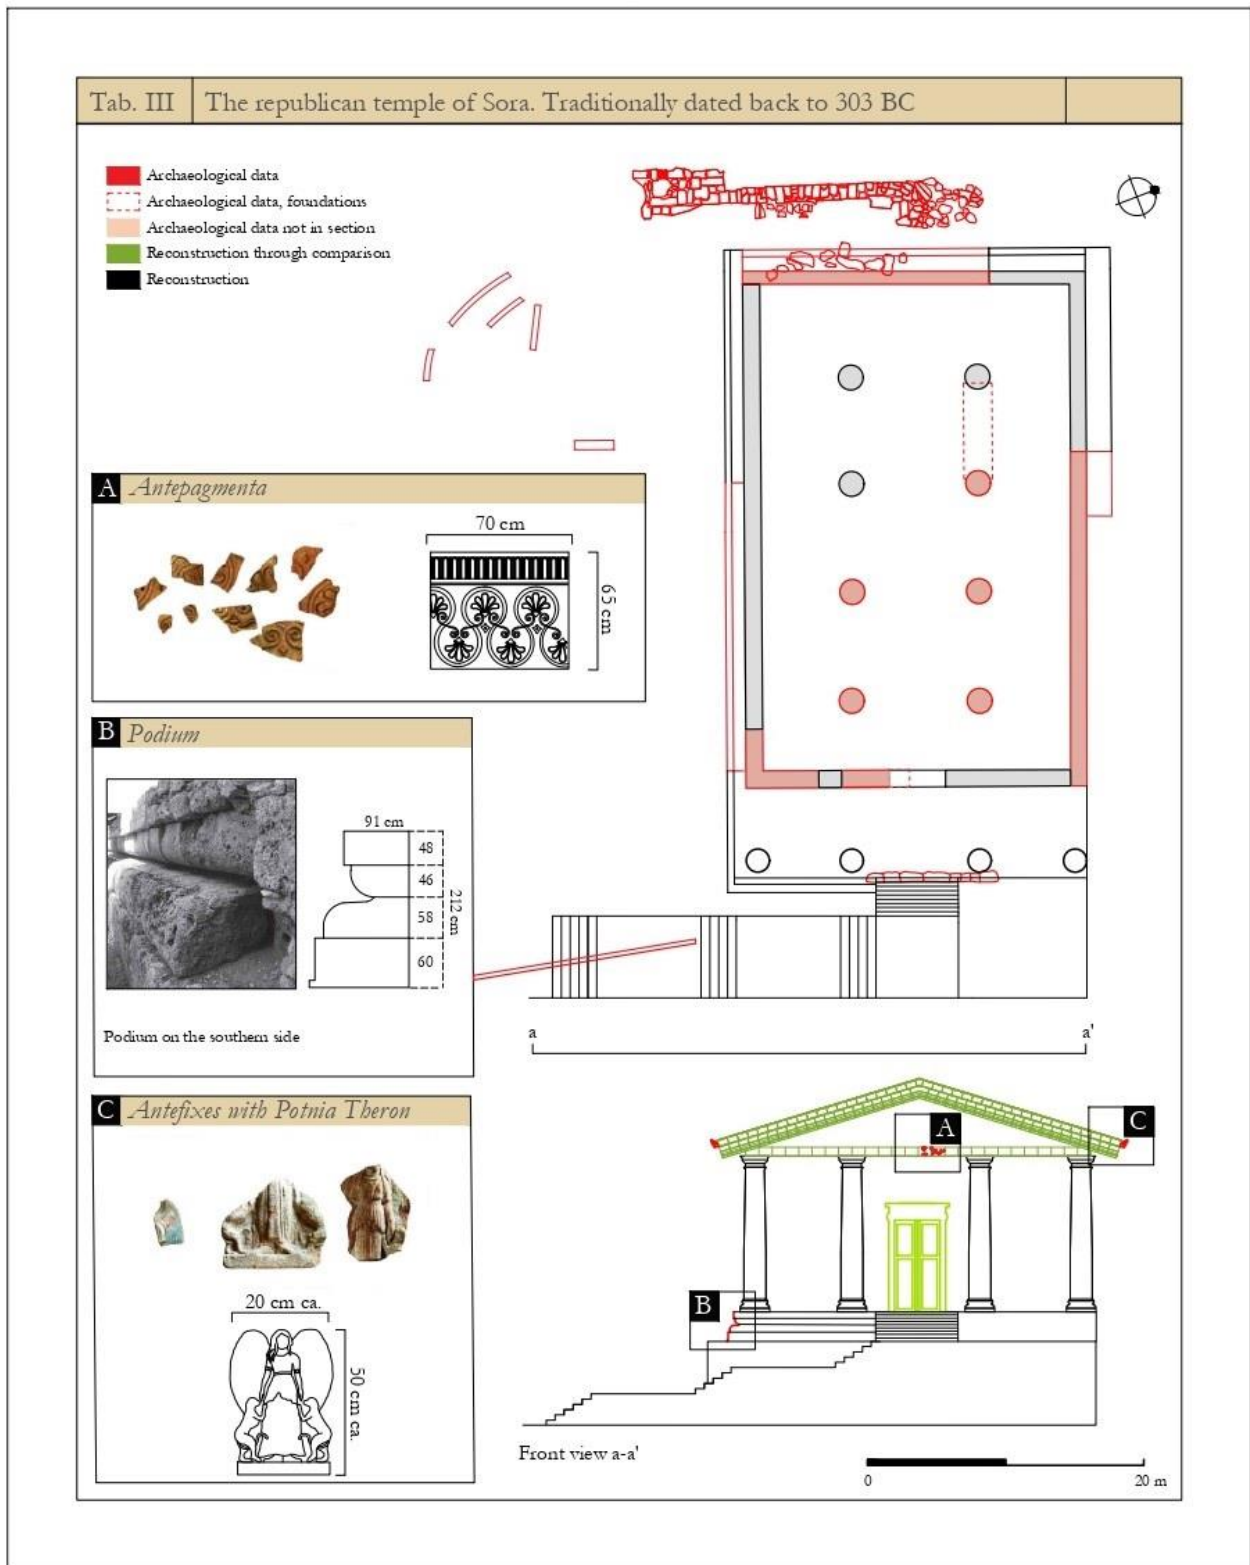 Tab. III
The republican temple of Sora. Traditionally dated back to 303 BC
Archaeological data
Archaeological data, foundations
Archaeological data not in section
Reconstruction through comparison
Reconstruction
A Antepagmenta
70 cm
65 cm
B Podium
91 cm
48
46
58
60
212 cm
Podium on the southern side
a
a'
C Antefixes with Potnia Theron
20 cm ca.
50 cm ca.
A
C
B
Front view a-a'
0
20 m